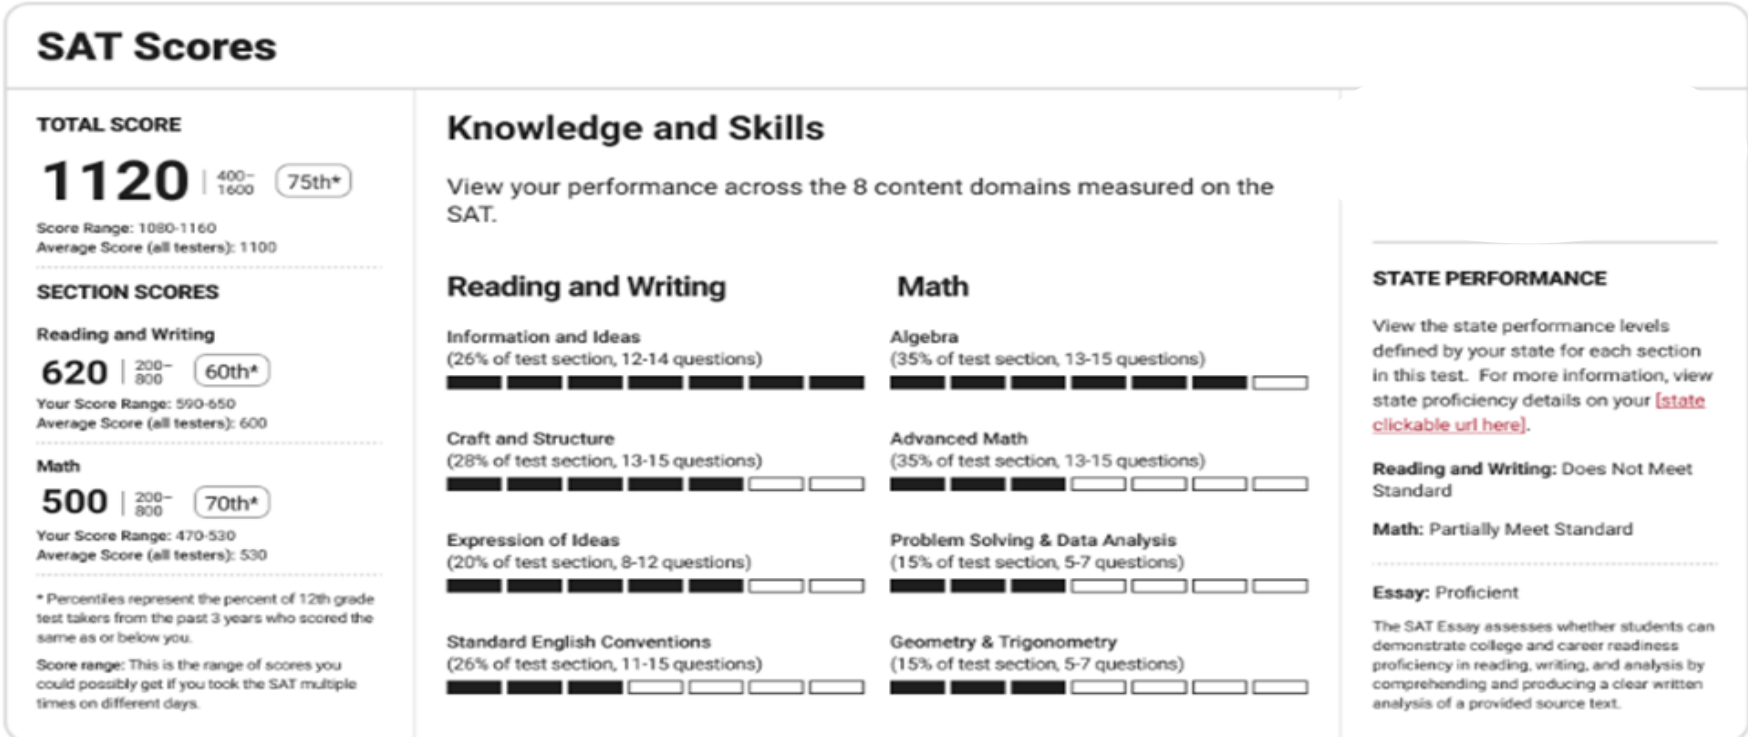 SAT Scores
TOTAL SCORE
1120 400– 1600 75th*
Score Range: 1080-1160
Average Score (all testers): 1100
SECTION SCORES
Reading and Writing
620 200– 800 60th*
Your Score Range: 590-650
Average Score (all testers): 600
Math
500 200– 800 70th*
Your Score Range: 470-530
Average Score (all testers): 530
* Percentiles represent the percent of 12th grade
test takers from the past 3 years who scored the
same as or below you.
Score range: This is the range of scores you
could possibly get if you took the SAT multiple
times on different days.
Knowledge and Skills
View your performance across the 8 content domains measured on the
SAT.
Reading and Writing
Information and Ideas
(26% of test section, 12-14 questions)
Craft and Structure
(28% of test section, 13-15 questions)
Expression of Ideas
(20% of test section, 8-12 questions)
Standard English Conventions
(26% of test section, 11-15 questions)
Math
Algebra
(35% of test section, 13-15 questions)
Advanced Math
(35% of test section, 13-15 questions)
Problem Solving & Data Analysis
(15% of test section, 5-7 questions)
Geometry & Trigonometry
(15% of test section, 5-7 questions)
STATE PERFORMANCE
View the state performance levels
defined by your state for each section
in this test. For more information, view
state proficiency details on your [state
clickable url here].
Reading and Writing: Does Not Meet
Standard
Math: Partially Meet Standard
Essay: Proficient
The SAT Essay assesses whether students can
demonstrate college and career readiness
proficiency in reading, writing, and analysis by
comprehending and producing a clear written
analysis of a provided source text.